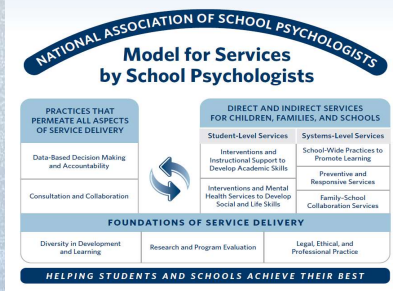 NATIONAL ASSOCIATION OF SCHOOL PSYCHOLOGISTS
Model for Services
by School Psychologists
PRACTICES THAT
PERMEATE ALL ASPECTS
OF SERVICE DELIVERY
Data-Based Decision Making
and Accountability
Consultation and Collaboration
DIRECT AND INDIRECT SERVICES
FOR CHILDREN, FAMILIES, AND SCHOOLS
Student-Level Services
Interventions and
Instructional Support to
Develop Academic Skills
Interventions and Mental
Health Services to Develop
Social and Life Skills
Systems-Level Services
School-Wide Practices to
Promote Learning
Preventive and
Responsive Services
Family–School
Collaboration Services
FOUNDATIONS OF SERVICE DELIVERY
Diversity in Development
and Learning
Research and Program Evaluation
Legal, Ethical, and
Professional Practice
HELPING STUDENTS AND SCHOOLS ACHIEVE THEIR BEST